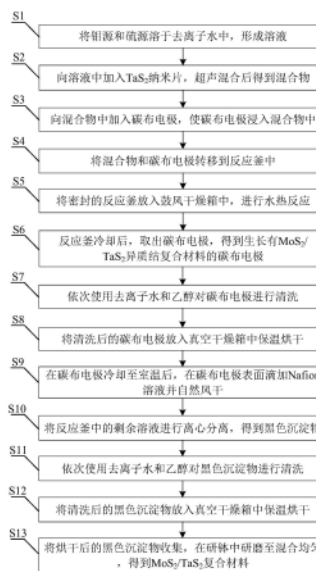 S1
将钼源和硫源溶于去离子水中，形成溶液
S2
向溶液中加入TaS₂纳米片，超声混合后得到混合物
S3
向混合物中加入碳布电极，使碳布电极浸入混合物中
S4
将混合物和碳布电极转移到反应釜中
S5
将密封的反应釜放入鼓风干燥箱中，进行水热反应
S6
反应釜冷却后，取出碳布电极，得到生长有MoS₂/
TaS₂异质结复合材料的碳布电极
S7
依次使用去离子水和乙醇对碳布电极进行清洗
S8
将清洗后的碳布电极放入真空干燥箱中保温烘干
S9
在碳布电极冷却至室温后，在碳布电极表面滴加Nafion
溶液并自然风干
S10
将反应釜中的剩余溶液进行离心分离，得到黑色沉淀物
S11
依次使用去离子水和乙醇对黑色沉淀物进行清洗
S12
将清洗后的黑色沉淀物放入真空干燥箱中保温烘干
S13
将烘干后的黑色沉淀物收集，在研钵中研磨至混合均匀
，得到MoS₂/TaS₂复合材料